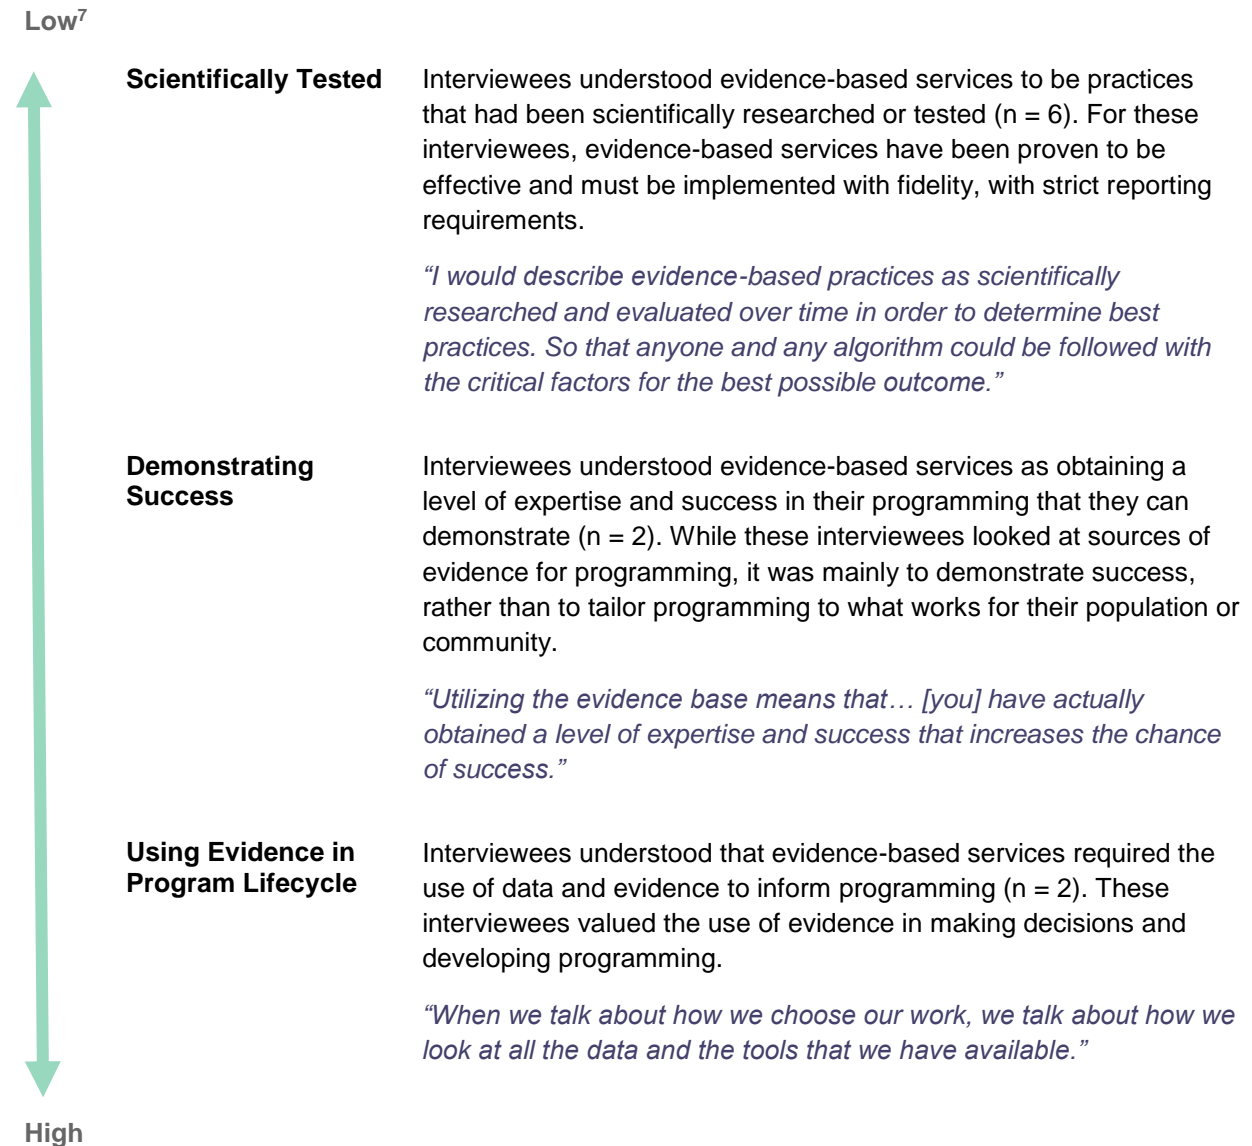 Low7
Scientifically Tested
Interviewees understood evidence-based services to be practices
that had been scientifically researched or tested (n = 6). For these
interviewees, evidence-based services have been proven to be
effective and must be implemented with fidelity, with strict reporting
requirements.
“I would describe evidence-based practices as scientifically
researched and evaluated over time in order to determine best
practices. So that anyone and any algorithm could be followed with
the critical factors for the best possible outcome.”
Demonstrating
Success
Interviewees understood evidence-based services as obtaining a
level of expertise and success in their programming that they can
demonstrate (n = 2). While these interviewees looked at sources of
evidence for programming, it was mainly to demonstrate success,
rather than to tailor programming to what works for their population or
community.
“Utilizing the evidence base means that… [you] have actually
obtained a level of expertise and success that increases the chance
of success.”
Using Evidence in
Program Lifecycle
Interviewees understood that evidence-based services required the
use of data and evidence to inform programming (n = 2). These
interviewees valued the use of evidence in making decisions and
developing programming.
“When we talk about how we choose our work, we talk about how we
look at all the data and the tools that we have available.”
High